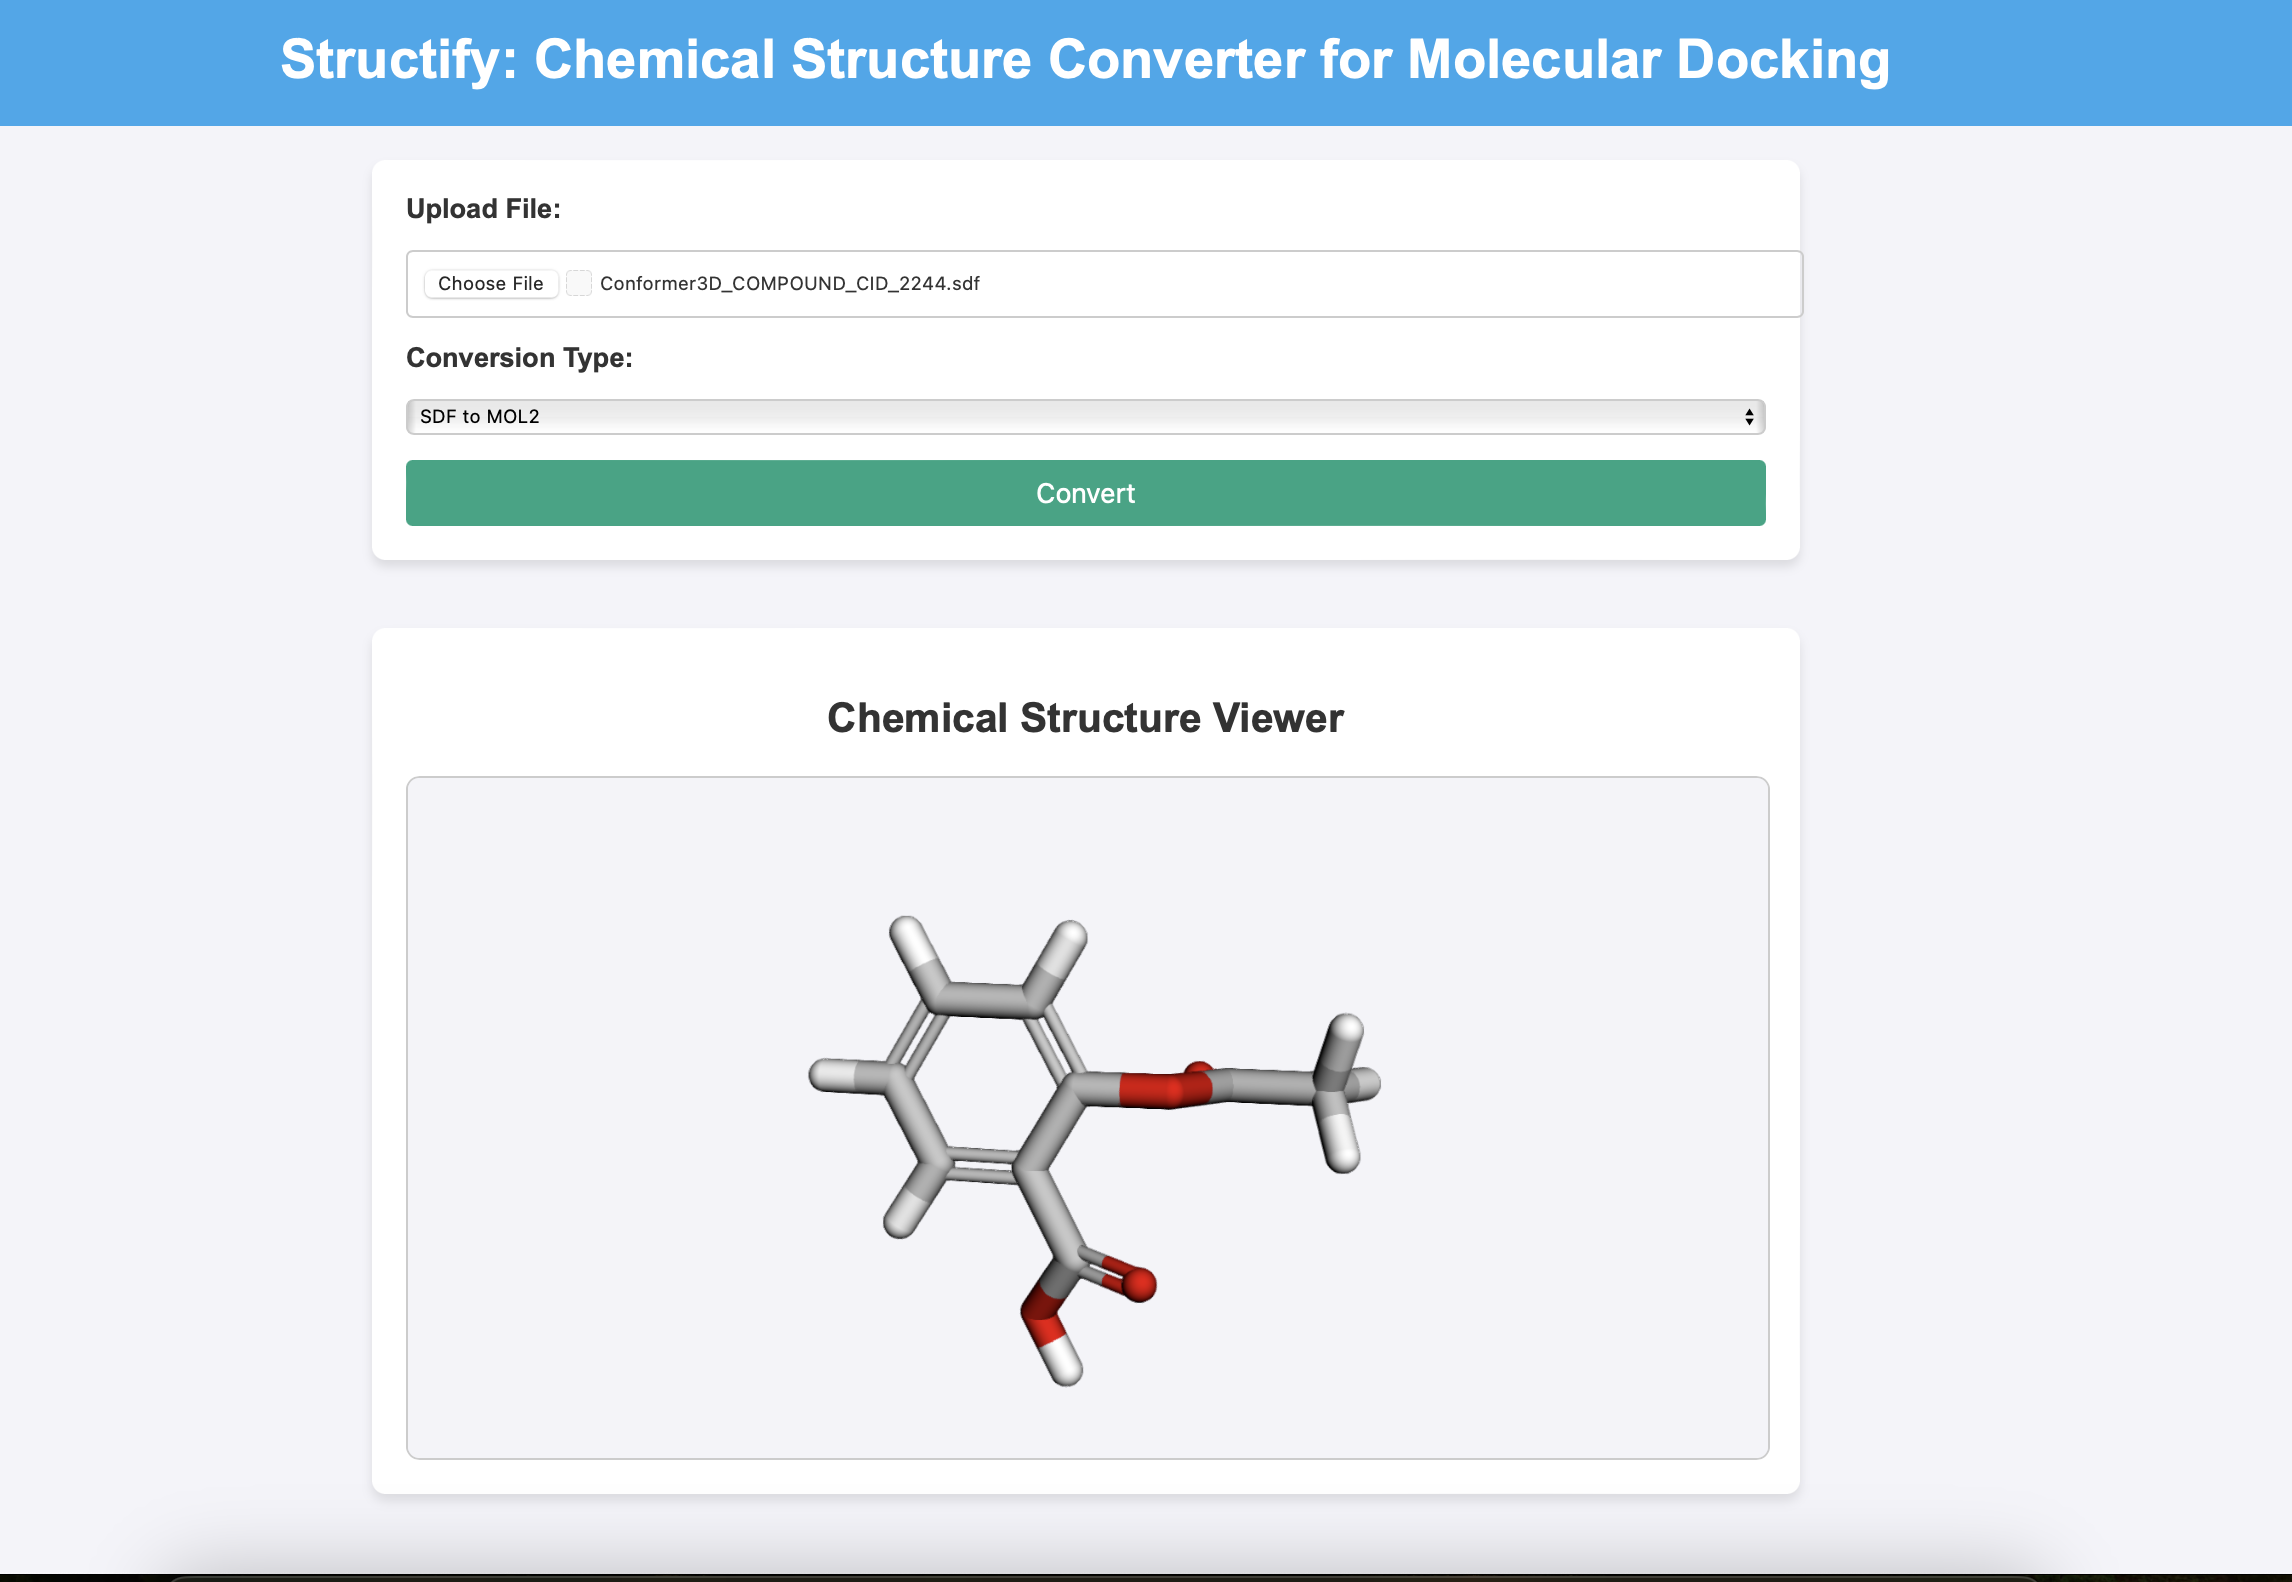 Structify: Chemical Structure Converter for Molecular Docking
Upload File:
Choose File Conformer3D_COMPOUND_CID_2244.sdf
Conversion Type:
SDF to MOL2
Convert
Chemical Structure Viewer